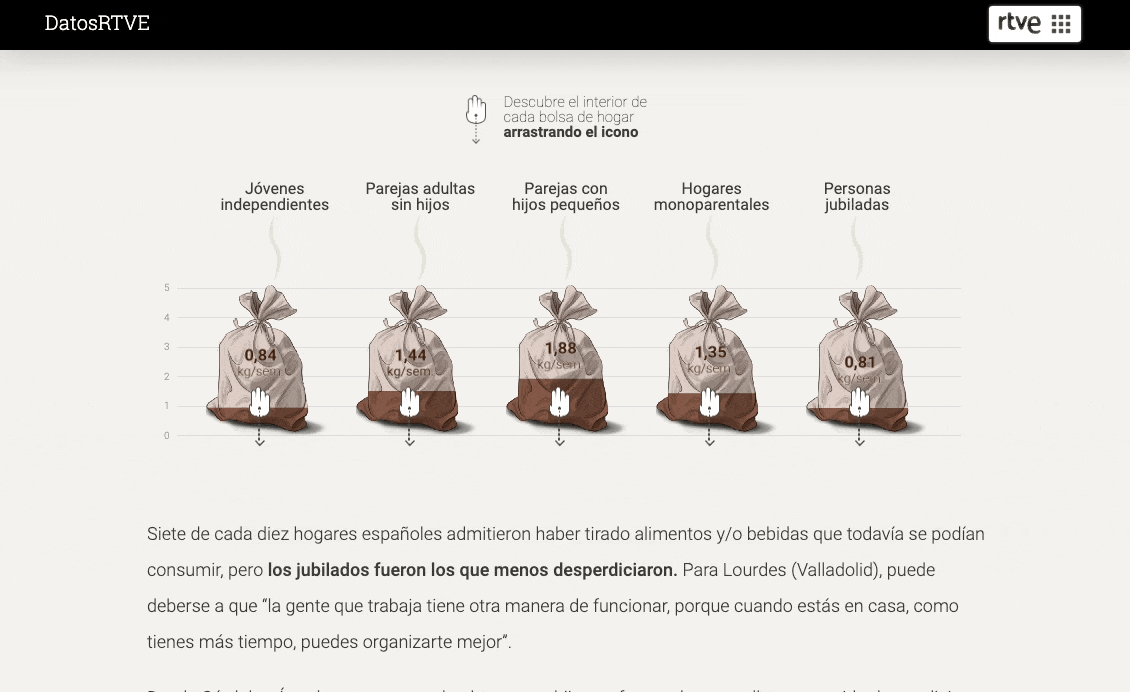 DatosRTVE
rtve
Descubre el interior de
cada bolsa de hogar
arrastrando el icono
Jóvenes
independientes
Parejas adultas
sin hijos
Parejas con
hijos pequeños
Hogares
monoparentales
Personas
jubiladas
5
4
3
2
1
0
0,84
kg/sem
1,44
kg/sem
1,88
kg/sem
1,35
kg/sem
0,81
kg/sem
Siete de cada diez hogares españoles admitieron haber tirado alimentos y/o bebidas que todavía se podían
consumir, pero los jubilados fueron los que menos desperdiciaron. Para Lourdes (Valladolid), puede
deberse a que “la gente que trabaja tiene otra manera de funcionar, porque cuando estás en casa, como
tienes más tiempo, puedes organizarte mejor”.